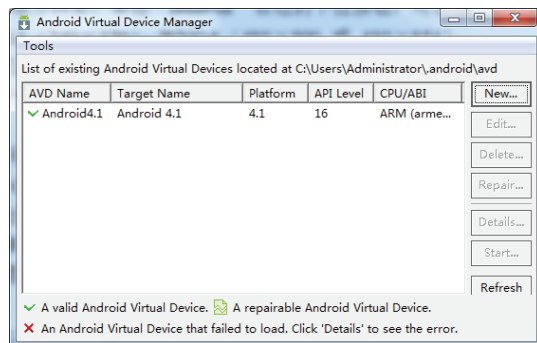 Android Virtual Device Manager
Tools
List of existing Android Virtual Devices located at C:\Users\Administrator\.android\avd
AVD Name Target Name Platform API Level CPU/ABI
Android4.1 Android 4.1 4.1 16 ARM (arme...
New...
Edit...
Delete...
Repair...
Details...
Start...
Refresh
A valid Android Virtual Device. A repairable Android Virtual Device.
An Android Virtual Device that failed to load. Click 'Details' to see the error.